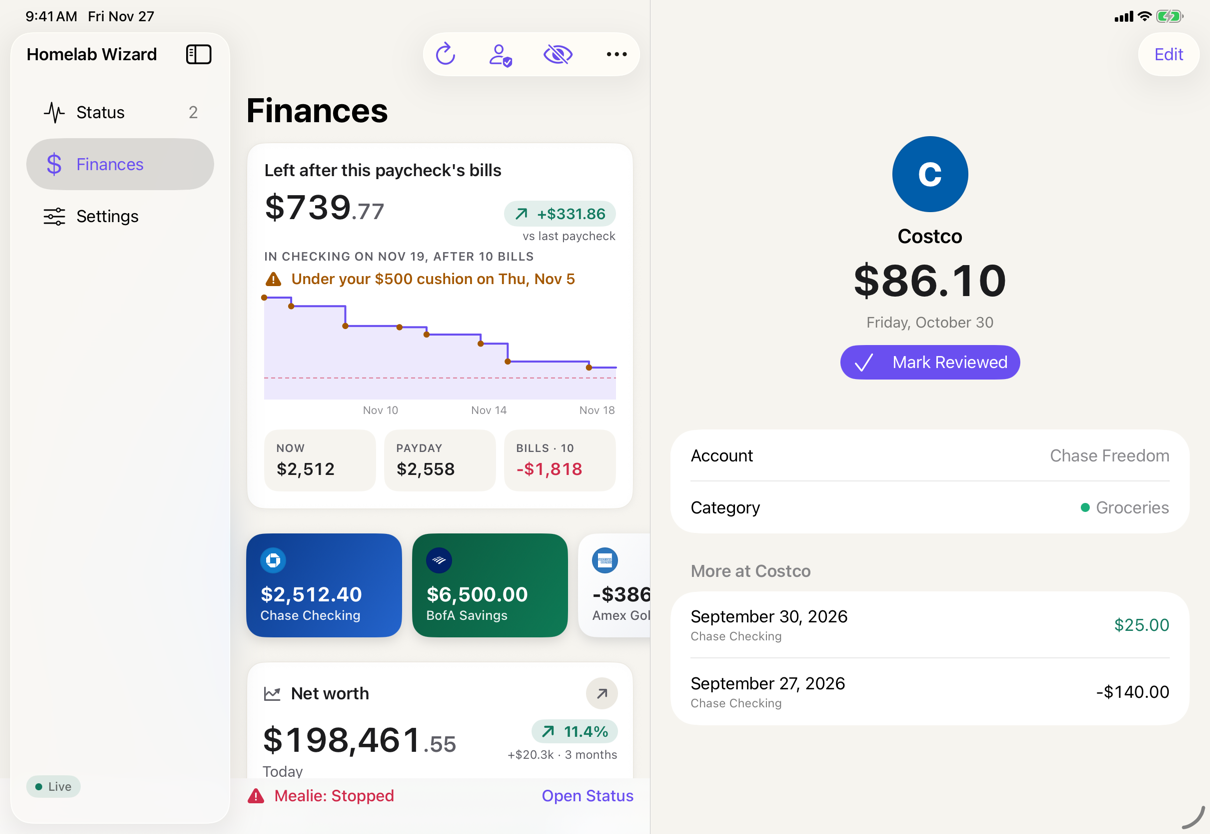 9:41 AM Fri Nov 27
Homelab Wizard
Status 2
Finances
Settings
Live
Finances
Left after this paycheck's bills
$739.77
+$331.86
vs last paycheck
IN CHECKING ON NOV 19, AFTER 10 BILLS
Under your $500 cushion on Thu, Nov 5
Nov 10 Nov 14 Nov 18
NOW PAYDAY BILLS · 10
$2,512 $2,558 -$1,818
$2,512.40 $6,500.00 -$386
Chase Checking BofA Savings Amex Gol
Net worth
$198,461.55
11.4%
+$20.3k · 3 months
Today
Mealie: Stopped Open Status
Edit
C
Costco
$86.10
Friday, October 30
Mark Reviewed
Account Chase Freedom
Category Groceries
More at Costco
September 30, 2026
Chase Checking
$25.00
September 27, 2026
Chase Checking
-$140.00